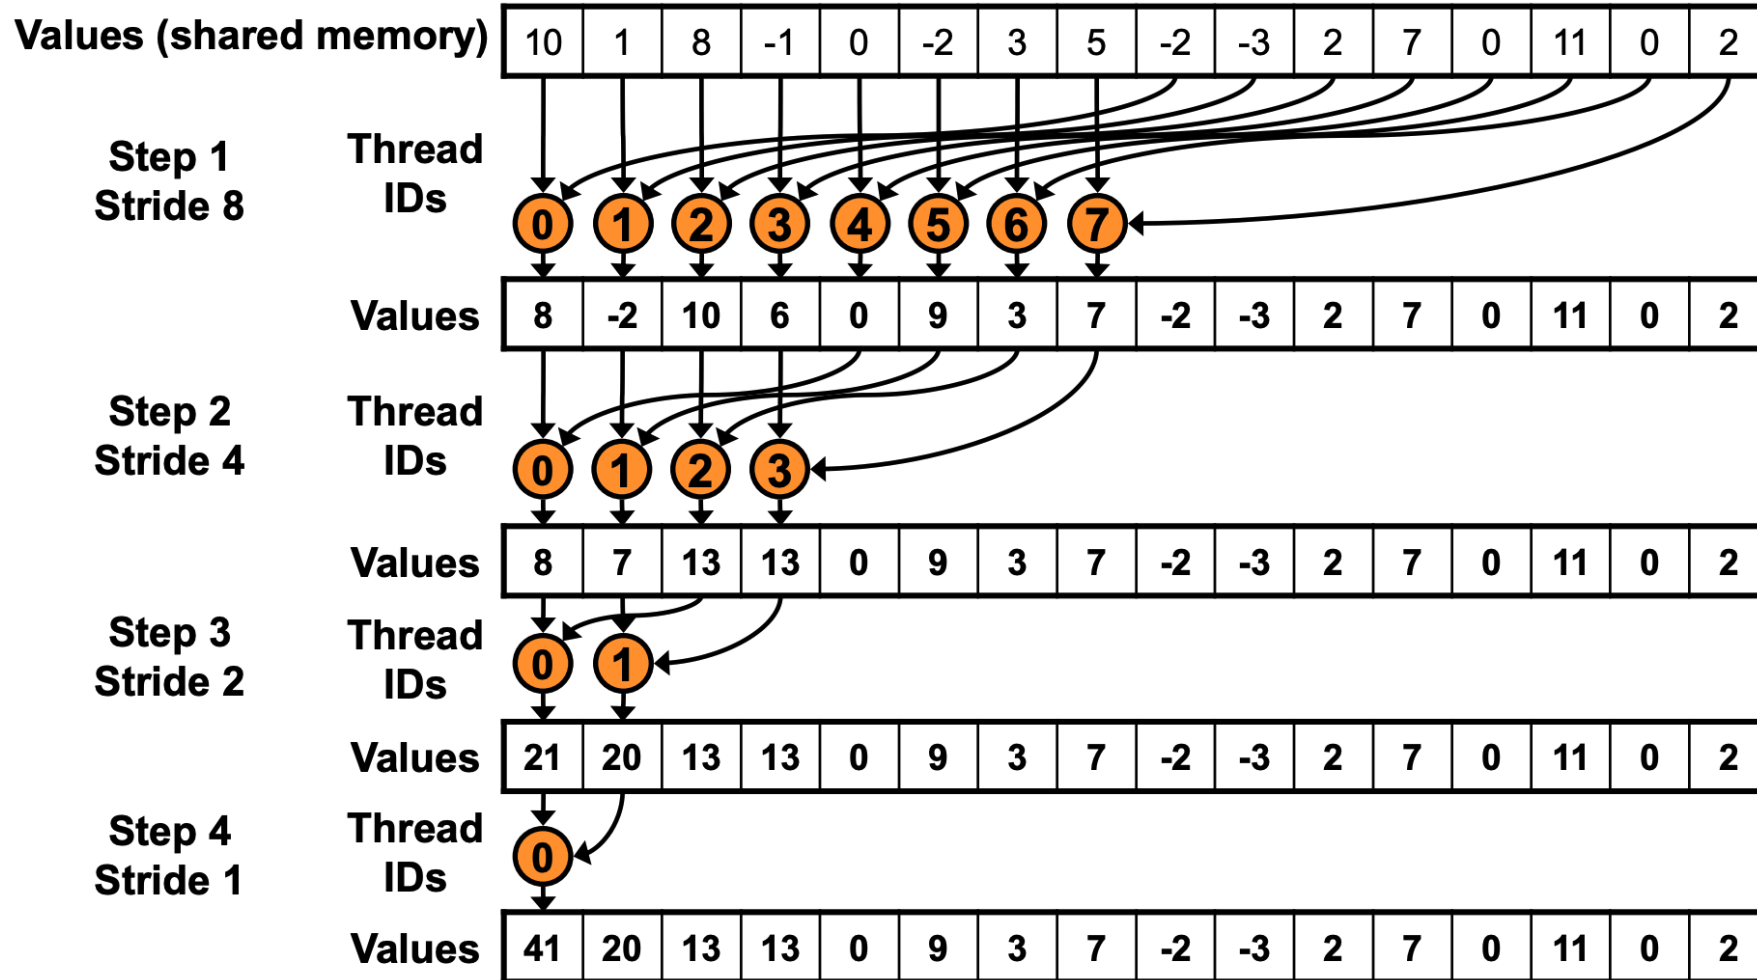 Values (shared memory) 10 1 8 -1 0 -2 3 5 -2 -3 2 7 0 11 0 2
Step 1
Stride 8
Thread
IDs
0 1 2 3 4 5 6 7
Values 8 -2 10 6 0 9 3 7 -2 -3 2 7 0 11 0 2
Step 2
Stride 4
Thread
IDs
0 1 2 3
Values 8 7 13 13 0 9 3 7 -2 -3 2 7 0 11 0 2
Step 3
Stride 2
Thread
IDs
0 1
Values 21 20 13 13 0 9 3 7 -2 -3 2 7 0 11 0 2
Step 4
Stride 1
Thread
IDs
0
Values 41 20 13 13 0 9 3 7 -2 -3 2 7 0 11 0 2